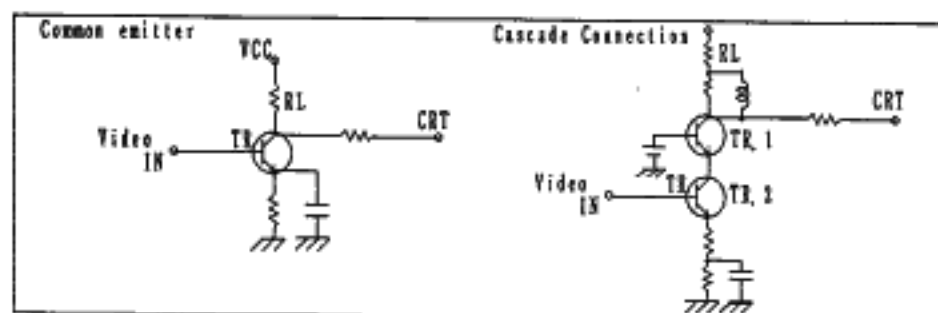 Common emitter
VCC
RL
Video
IN
TR
CRT
Cascade Connection
RL
CRT
TR, 1
Video
IN
TR
TR, 2